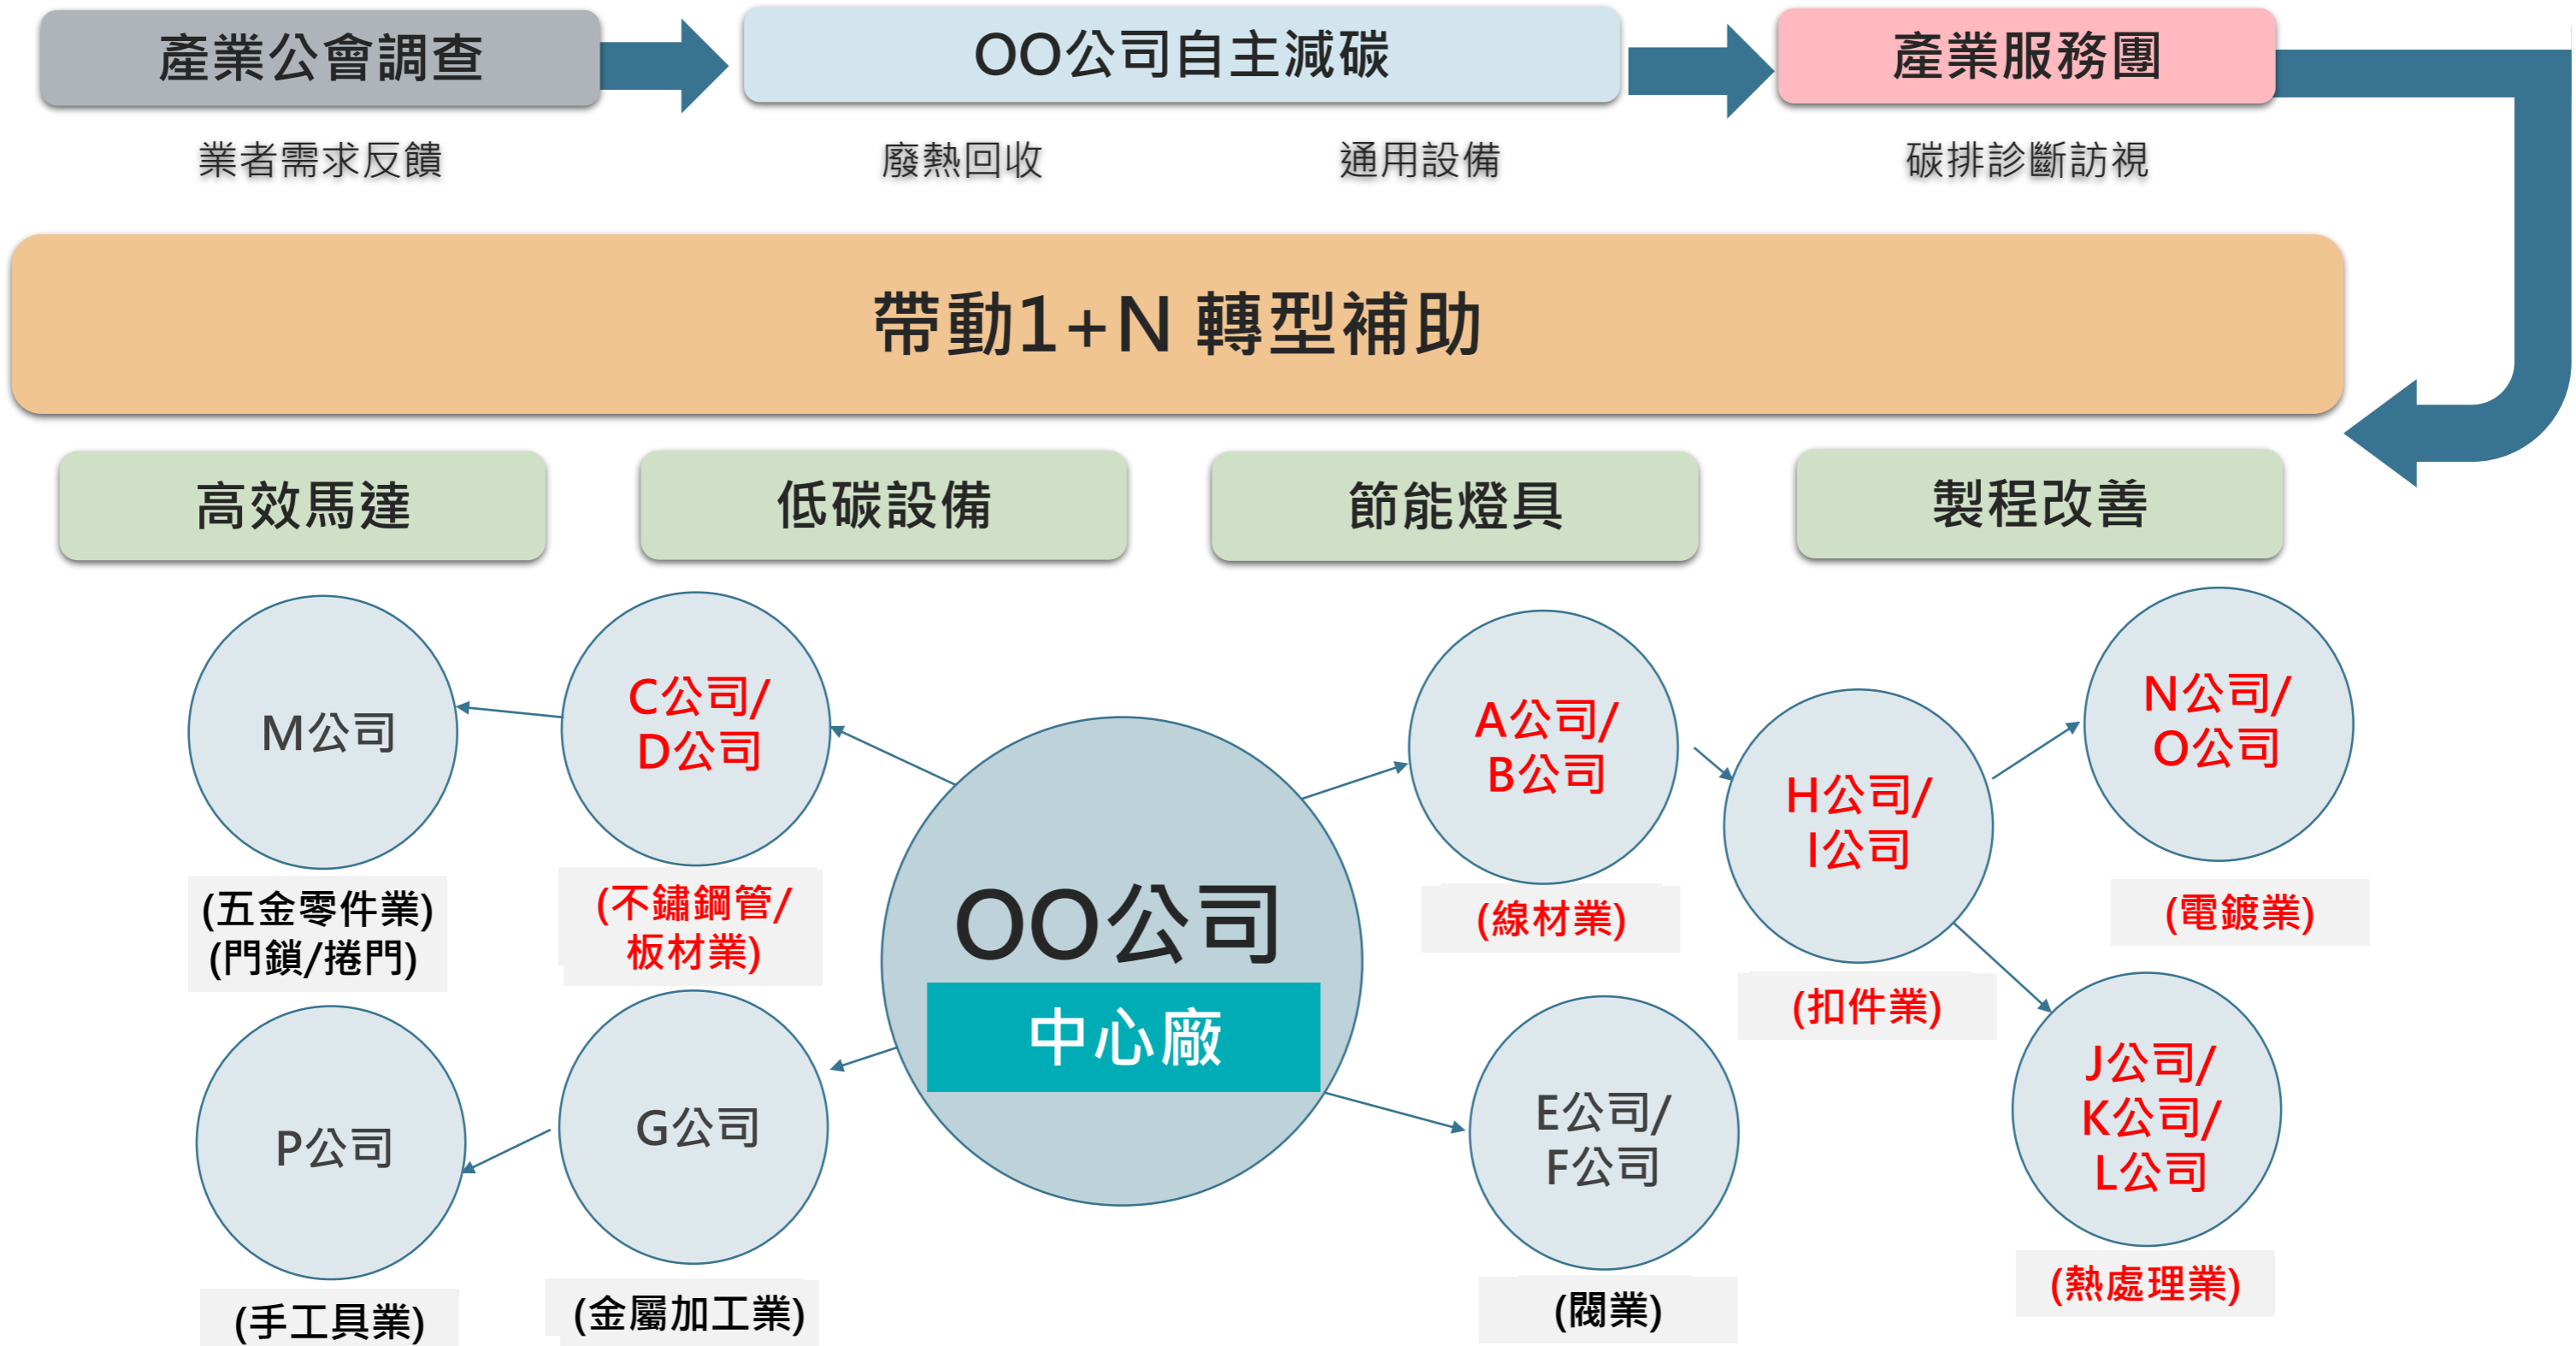 產業公會調查
OO公司自主減碳
產業服務團
業者需求反饋
廢熱回收
通用設備
碳排診斷訪視
帶動1+N 轉型補助
高效馬達
低碳設備
節能燈具
製程改善
M公司
(五金零件業)
(門鎖/捲門)
C公司/
D公司
(不鏽鋼管/
板材業)
P公司
(手工具業)
G公司
(金屬加工業)
OO公司
中心廠
A公司/
B公司
(線材業)
E公司/
F公司
(閥業)
H公司/
I公司
(扣件業)
N公司/
O公司
(電鍍業)
J公司/
K公司/
L公司
(熱處理業)